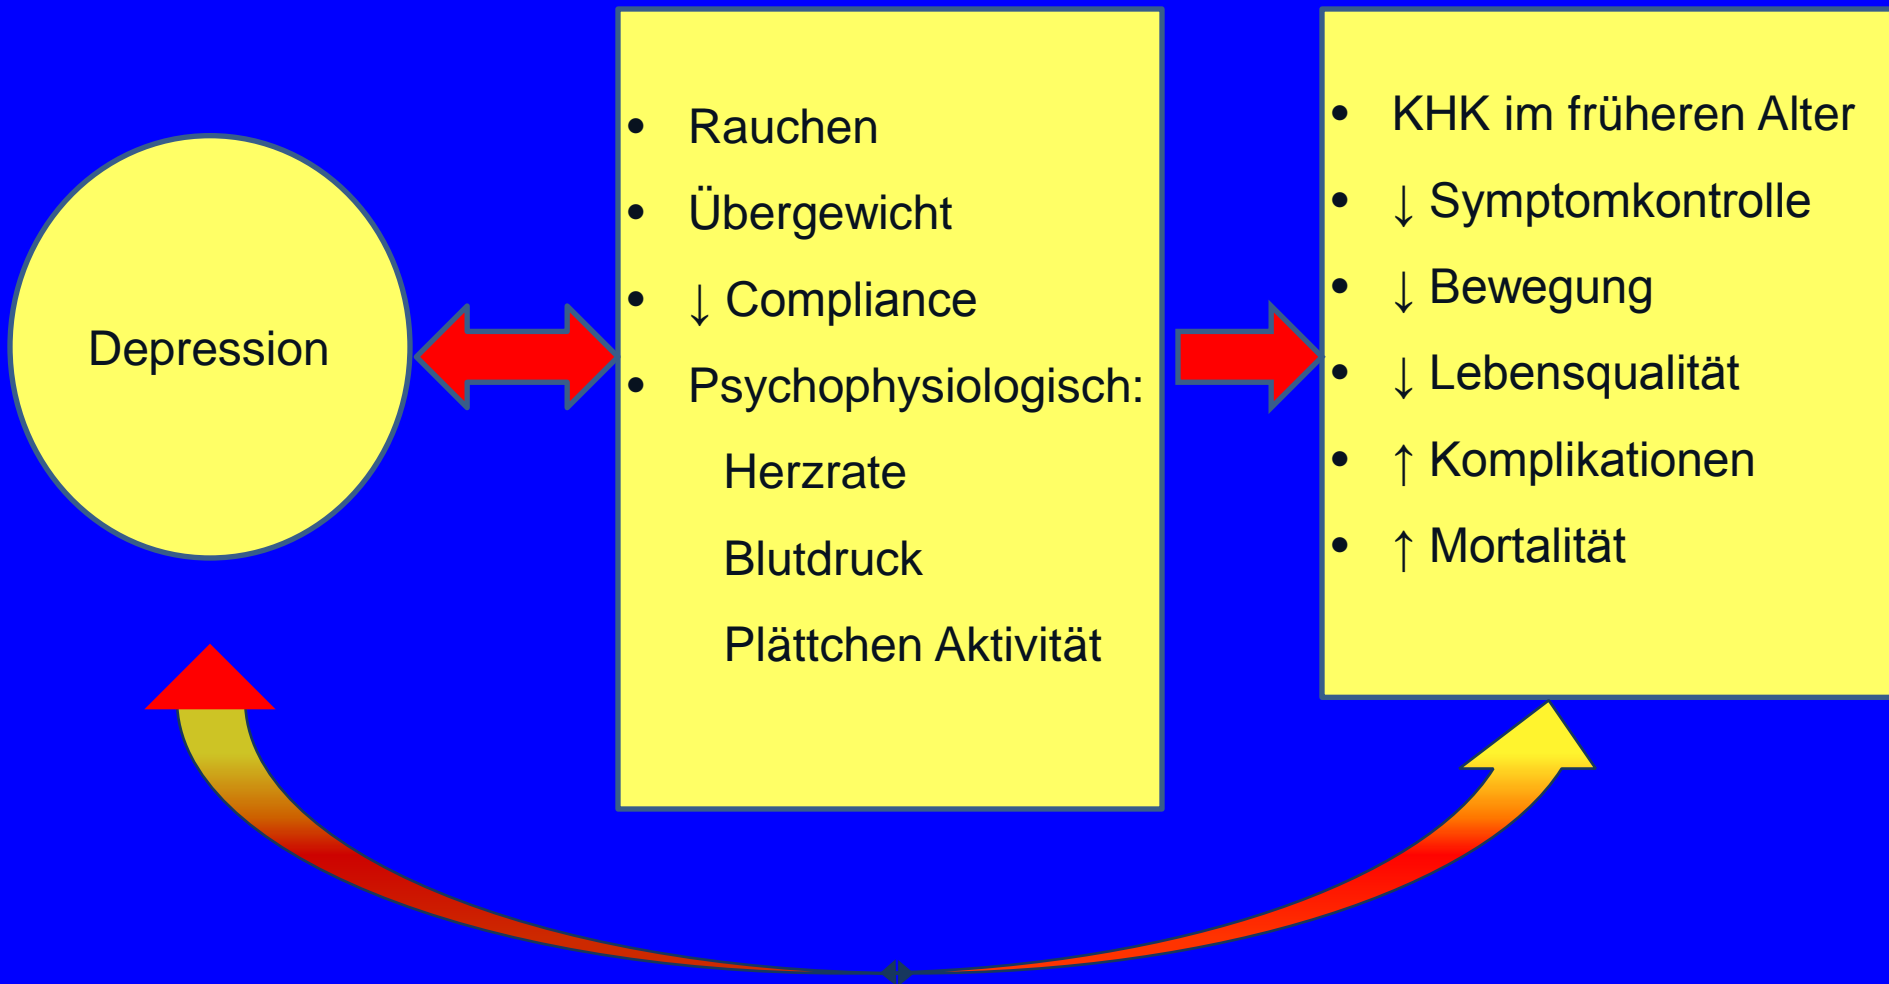 Depression
• Rauchen
• Übergewicht
• ↓ Compliance
• Psychophysiologisch:
Herzrate
Blutdruck
Plättchen Aktivität
• KHK im früheren Alter
• ↓ Symptomkontrolle
• ↓ Bewegung
• ↓ Lebensqualität
• ↑ Komplikationen
• ↑ Mortalität